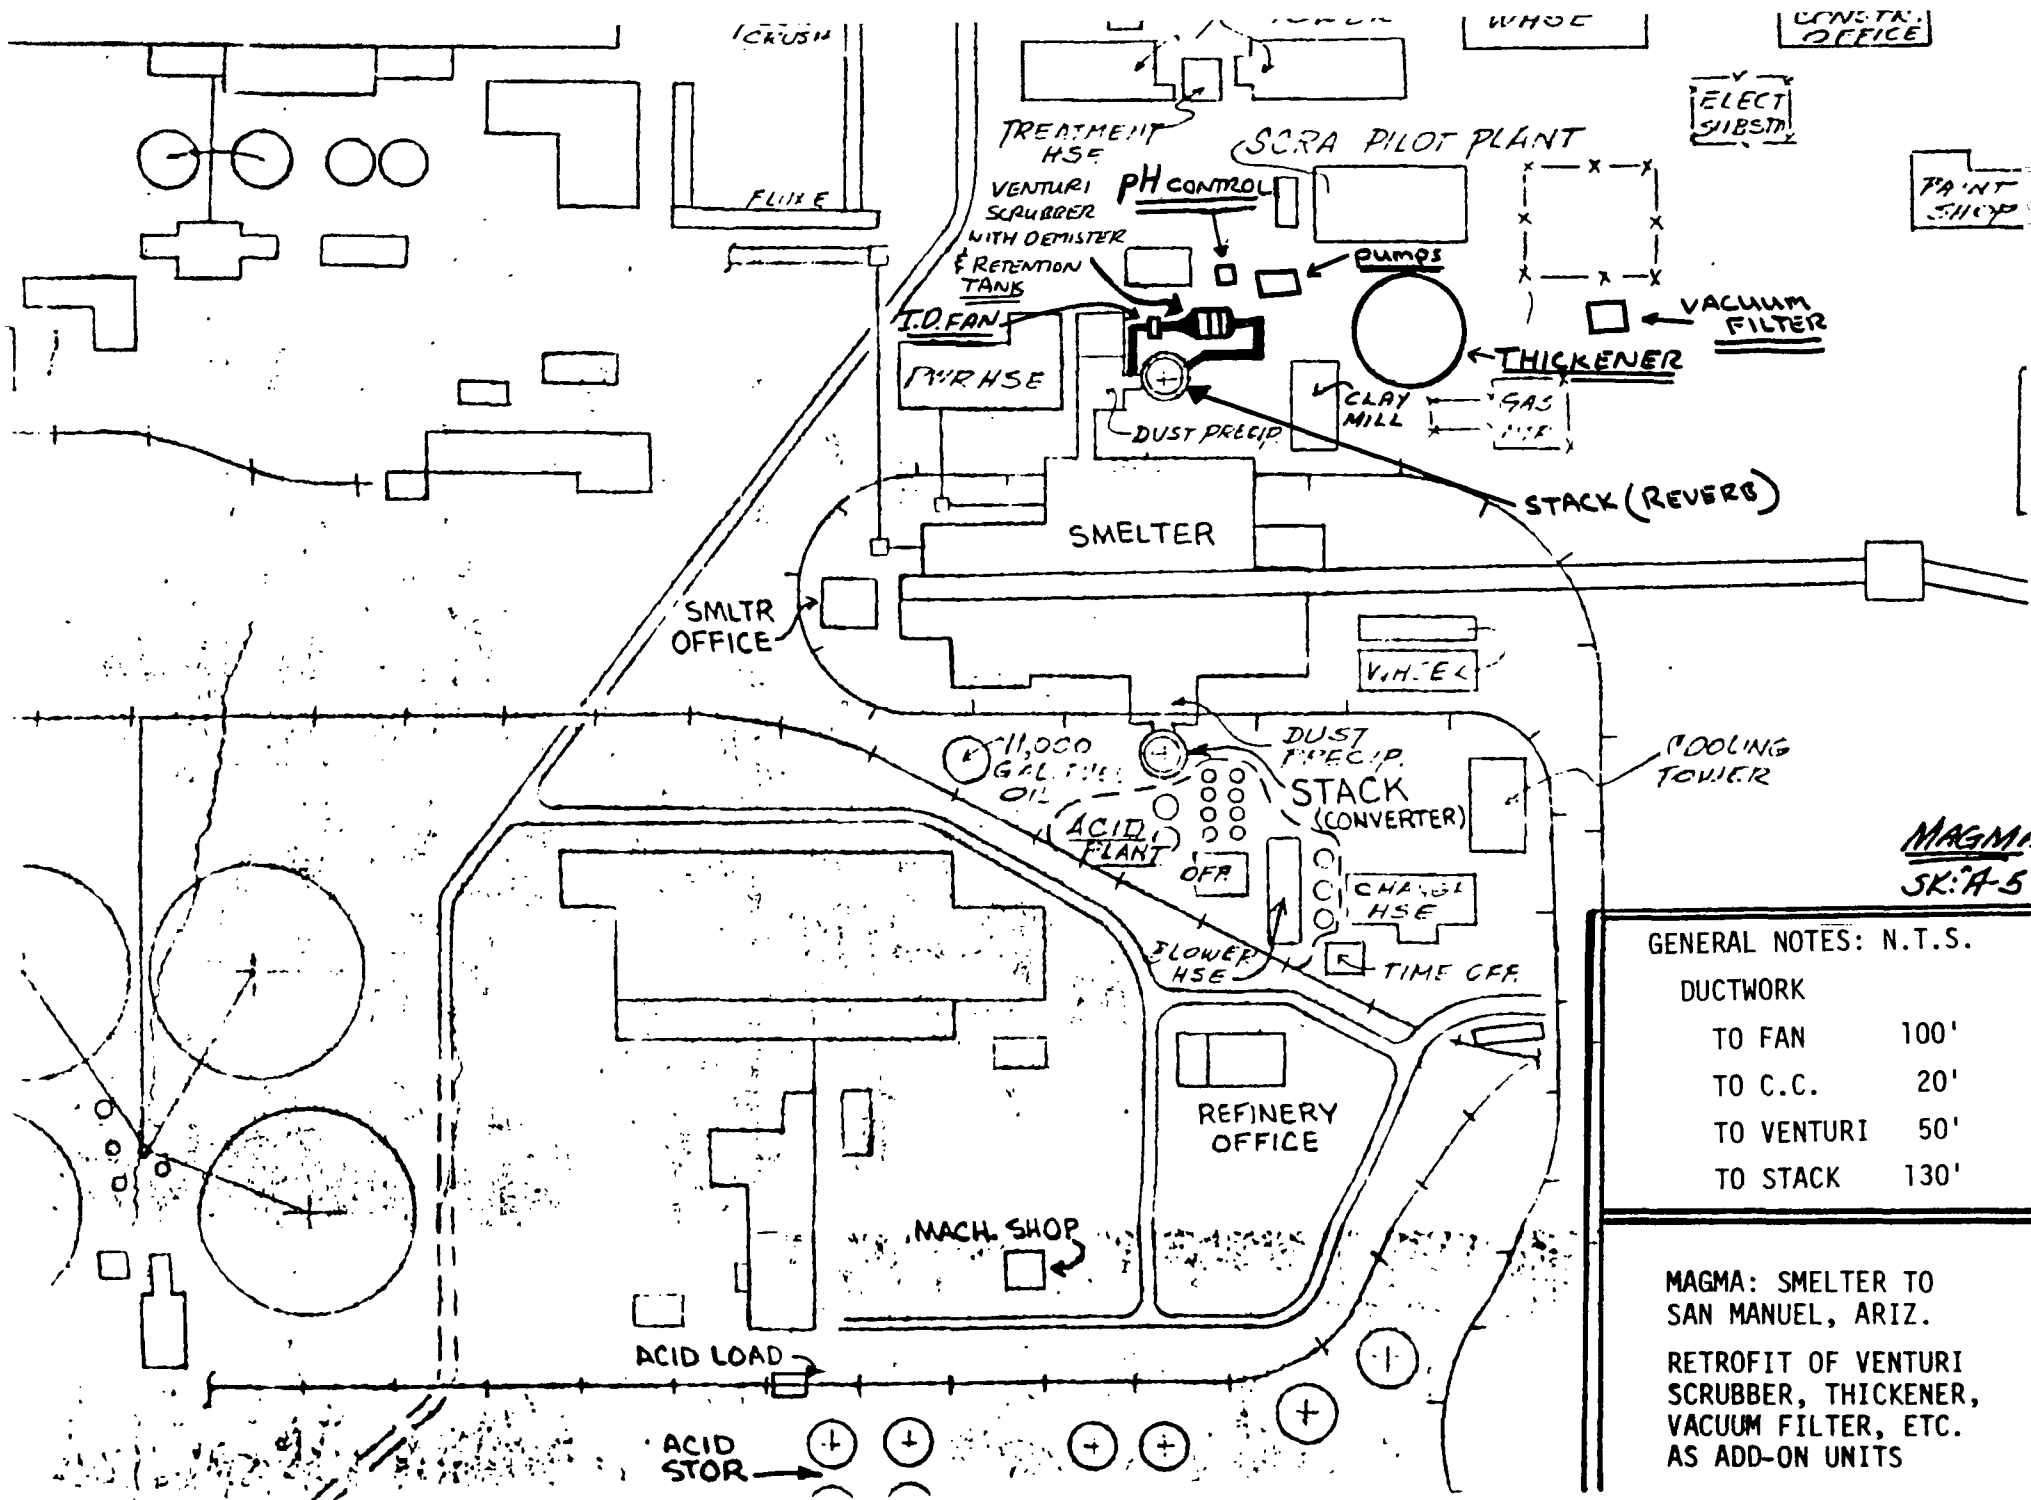 CRUSH
TOWER
WHSE
CONSTR.
OFFICE
ELECT
SUBSTA
TREATMENT
HSE
SCRA PILOT PLANT
PAINT
SHOP
FLUXE
VENTURI
SCRUBBER
WITH DEMISTER
& RETENTION
TANK
pH CONTROL
pumps
VACUUM
FILTER
I.D. FAN
THICKENER
PWR HSE
CLAY
MILL
GAS
DUST PRECIP.
STACK (REVERB)
SMELTER
SMLTR
OFFICE
DUST
PRECIP.
COOLING
TOWER
11,000
GAL. FUEL
OIL
STACK
(CONVERTER)
ACID
PLANT
OFF.
CHANGE
HSE
BLOWER
HSE
TIME OFF.
MAGMA
SK: A-5
GENERAL NOTES: N.T.S.
DUCTWORK
TO FAN 100'
TO C.C. 20'
TO VENTURI 50'
TO STACK 130'
REFINERY
OFFICE
MACH. SHOP
MAGMA: SMELTER TO
SAN MANUEL, ARIZ.
RETROFIT OF VENTURI
SCRUBBER, THICKENER,
VACUUM FILTER, ETC.
AS ADD-ON UNITS
ACID LOAD
ACID
STOR